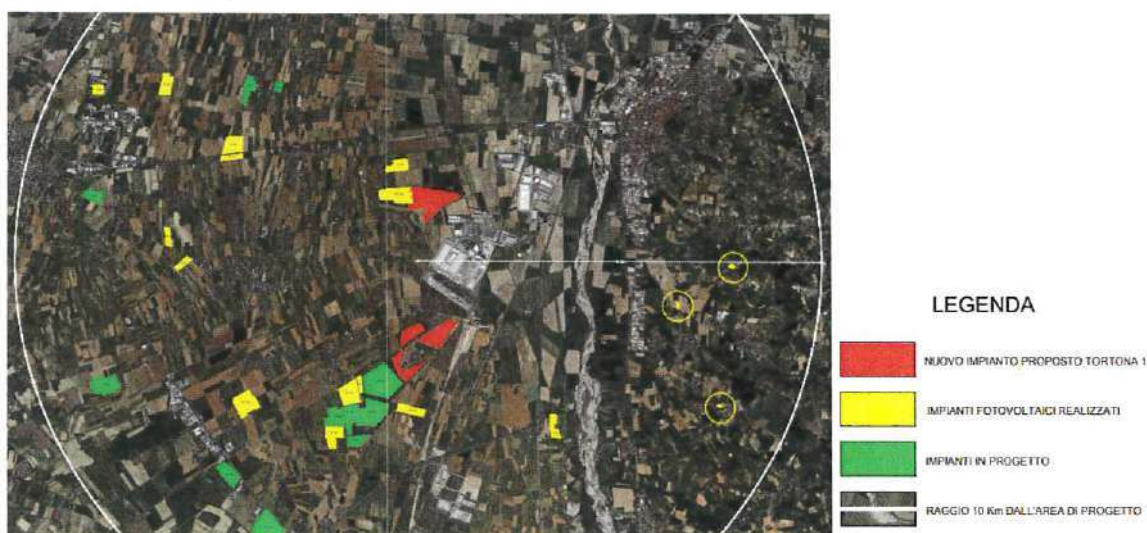 LEGENDA
NUOVO IMPIANTO PROPOSTO TORTONA 1
IMPIANTI FOTOVOLTAICI REALIZZATI
IMPIANTI IN PROGETTO
RAGGIO 10 Km DALL'AREA DI PROGETTO